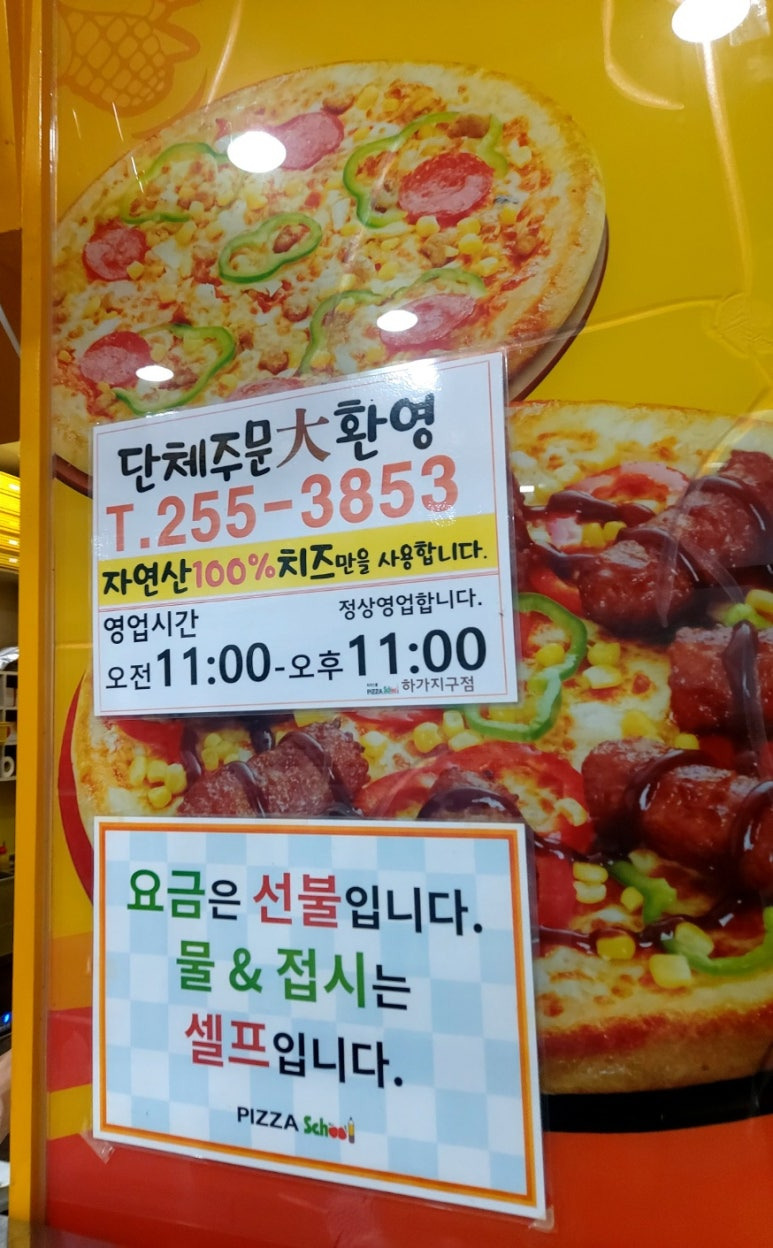 단체주문大환영
T.255-3853
자연산100%치즈만을 사용합니다.
영업시간 정상영업합니다.
오전11:00-오후11:00
PIZZA School 하가지구점
요금은 선불입니다.
물 & 접시는
셀프입니다.
PIZZA School